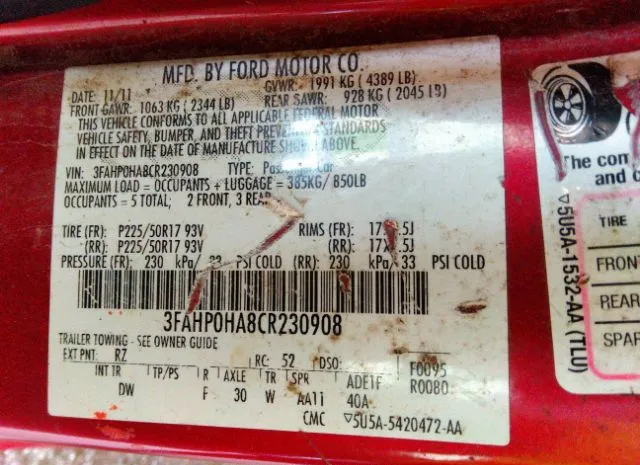 MFD. BY FORD MOTOR CO.
DATE: 11/11 GVWR: 1991 KG (4389 LB)
FRONT GAWR: 1063 KG (2344 LB) REAR GAWR: 928 KG (2045 LB)
THIS VEHICLE CONFORMS TO ALL APPLICABLE FEDERAL MOTOR
VEHICLE SAFETY, BUMPER, AND THEFT PREVENTION STANDARDS
IN EFFECT ON THE DATE OF MANUFACTURE SHOWN ABOVE.
VIN: 3FAHP0HA8CR230908 TYPE: Passenger Car
MAXIMUM LOAD = OCCUPANTS + LUGGAGE = 385KG/ 850LB
OCCUPANTS = 5 TOTAL; 2 FRONT, 3 REAR
TIRE (FR): P225/50R17 93V RIMS (FR): 17X .5J
(RR): P225/50R17 93V (RR): 17X .5J
PRESSURE (FR): 230 kPa/ 33 PSI COLD (RR): 230 kPa/ 33 PSI COLD
3FAHP0HA8CR230908
TRAILER TOWING - SEE OWNER GUIDE
EXT PNT: RZ RC: 52 DSO: F0095
INT TR TP/PS R AXLE TR SPR ADE1F R0080
DW F 30 W AA1i 40A
CMC ▽5U5A-5420472-AA
The com
and c
TIRE
FRON
REAR
SPAR
▽5U5A-1532-AA (TLU)